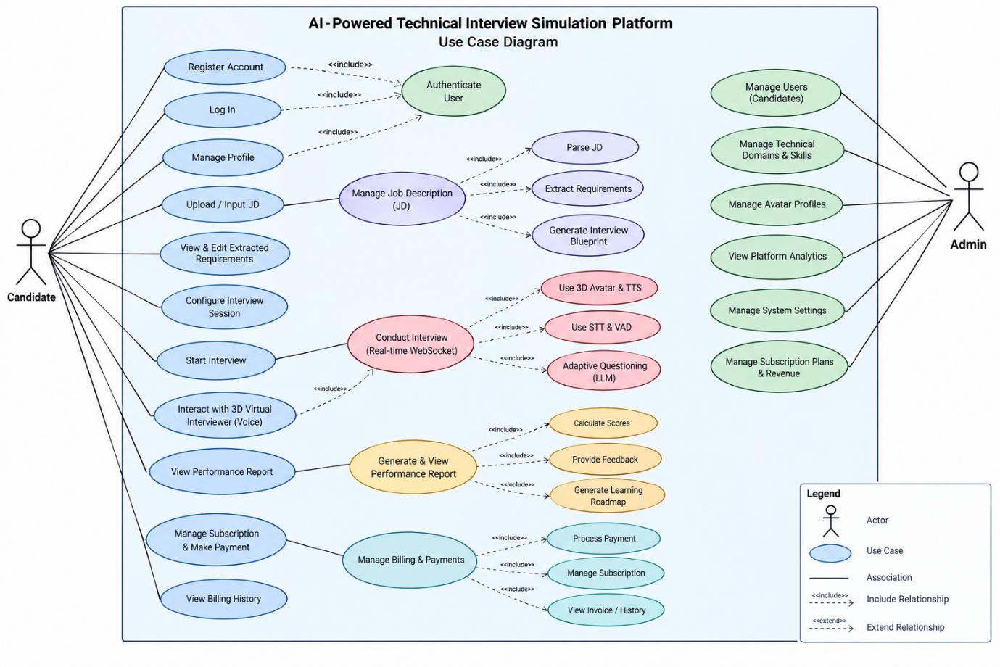 AI-Powered Technical Interview Simulation Platform
Use Case Diagram
Candidate
Register Account
Log In
Manage Profile
Upload / Input JD
View & Edit Extracted
Requirements
Configure Interview
Session
Start Interview
Interact with 3D Virtual
Interviewer (Voice)
View Performance Report
Manage Subscription
& Make Payment
View Billing History
<<include>>
<<include>>
<<include>>
Authenticate
User
Manage Job Description
(JD)
<<include>>
<<include>>
<<include>>
Parse JD
Extract Requirements
Generate Interview
Blueprint
Conduct Interview
(Real-time WebSocket)
<<include>>
<<include>>
<<include>>
<<include>>
Use 3D Avatar & TTS
Use STT & VAD
Adaptive Questioning
(LLM)
Generate & View
Performance Report
<<include>>
<<include>>
<<include>>
Calculate Scores
Provide Feedback
Generate Learning
Roadmap
Manage Billing & Payments
<<include>>
<<include>>
<<include>>
Process Payment
Manage Subscription
View Invoice / History
Manage Users
(Candidates)
Manage Technical
Domains & Skills
Manage Avatar Profiles
View Platform Analytics
Manage System Settings
Manage Subscription Plans
& Revenue
Admin
Legend
Actor
Use Case
Association
<<include>>
Include Relationship
<<extend>>
Extend Relationship